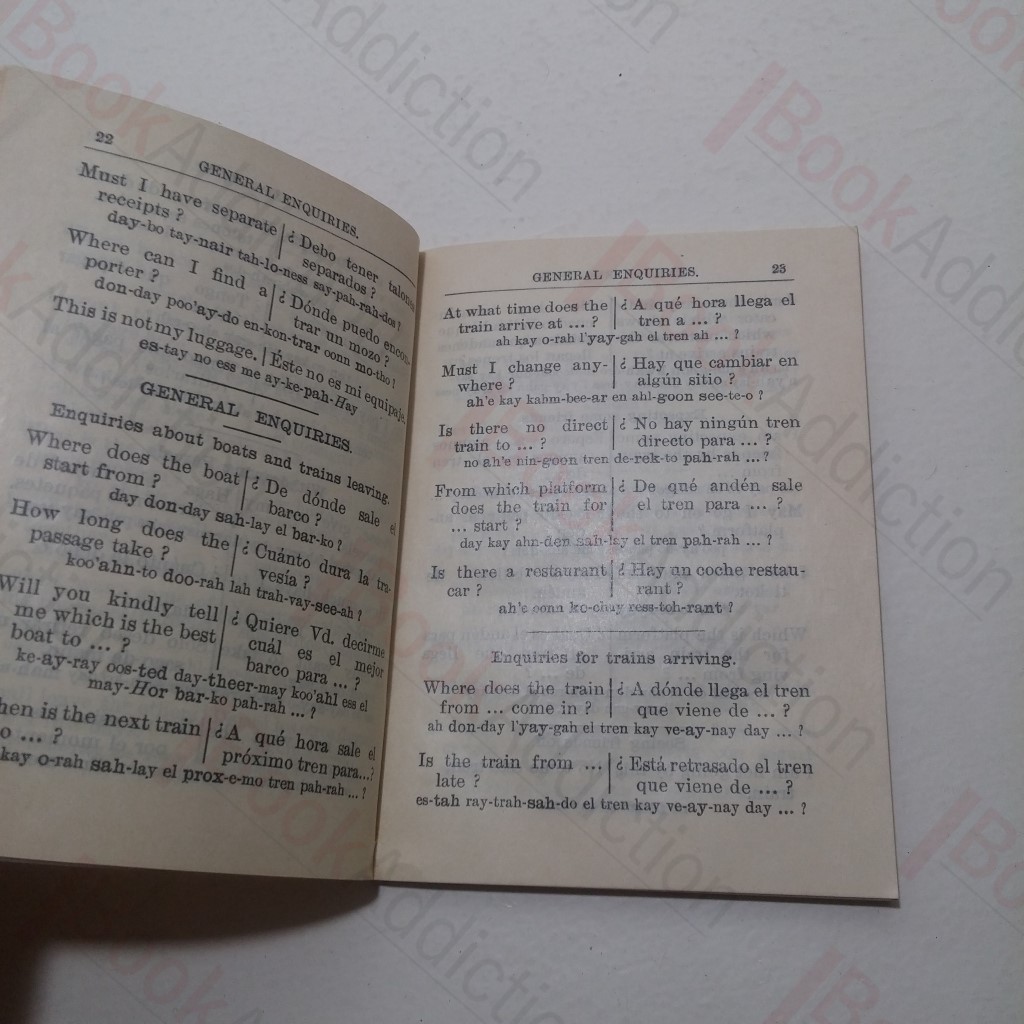 22
GENERAL ENQUIRIES.
Must I have separate | ¿ Debo tener talones
receipts ? | separados ?
day-bo tay-nair tah-lo-ness say-pah-rah-dos ?
Where can I find a | ¿ Dónde puedo encon-
porter ? | trar un mozo ?
don-day poo'ay-do en-kon-trar oonn mo-tho !
This is not my luggage. | Éste no es mi equipaje.
es-tay no ess me ay-ke-pah-Hay
GENERAL ENQUIRIES.
Enquiries about boats and trains leaving.
Where does the boat | ¿ De dónde sale el
start from ? | barco ?
day don-day sah-lay el bar-ko ?
How long does the | ¿ Cuánto dura la tra-
passage take ? | vesía ?
koo'ahn-to doo-rah lah trah-vay-see-ah ?
Will you kindly tell | ¿ Quiere Vd. decirme
me which is the best | cuál es el mejor
boat to ... ? | barco para ... ?
ke-ay-ray oos-ted day-theer-may koo'ahl ess el
may-Hor bar-ko pah-rah ... ?
hen is the next train | ¿ A qué hora sale el
o ... ? | próximo tren para...?
kay o-rah sah-lay el prox-e-mo tren pah-rah ... ?
GENERAL ENQUIRIES. 23
At what time does the | ¿ A qué hora llega el
train arrive at ... ? | tren a ... ?
ah kay o-rah l'yay-gah el tren ah ... ?
Must I change any- | ¿ Hay que cambiar en
where ? | algún sitio ?
ah'e kay kahm-bee-ar en ahl-goon see-te-o ?
Is there no direct | ¿ No hay ningún tren
train to ... ? | directo para ... ?
no ah'e nin-goon tren de-rek-to pah-rah ... ?
From which platform | ¿ De qué andén sale
does the train for | el tren para ... ?
... start ?
day kay ahn-den sah-lay el tren pah-rah ... ?
Is there a restaurant | ¿ Hay un coche restau-
car ? | rant ?
ah'e oonn ko-chay ress-toh-rant ?
Enquiries for trains arriving.
Where does the train | ¿ A dónde llega el tren
from ... come in ? | que viene de ... ?
ah don-day l'yay-gah el tren kay ve-ay-nay day ... ?
Is the train from ... | ¿ Está retrasado el tren
late ? | que viene de ... ?
es-tah ray-trah-sah-do el tren kay ve-ay-nay day ... ?
BookAddiction